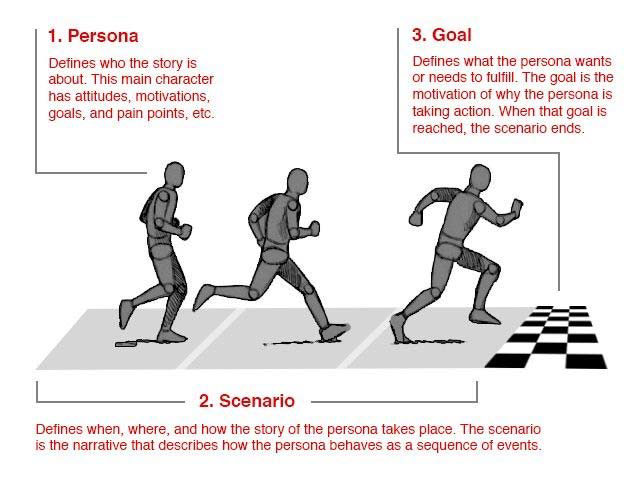 1. Persona
Defines who the story is
about. This main character
has attitudes, motivations,
goals, and pain points, etc.
3. Goal
Defines what the persona wants
or needs to fulfill. The goal is the
motivation of why the persona is
taking action. When that goal is
reached, the scenario ends.
2. Scenario
Defines when, where, and how the story of the persona takes place. The scenario
is the narrative that describes how the persona behaves as a sequence of events.